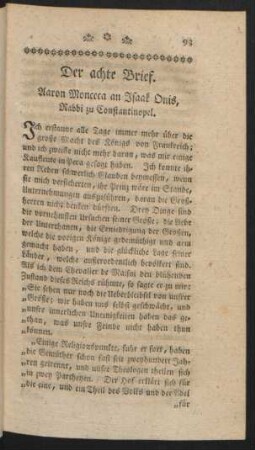 93
Der achte Brief.
Aaron Monceca an Isaak Onis,
Rabbi zu Constantinopel.
Ich erstaune alle Tage immer mehr über die
große Macht des Königs von Frankreich;
und ich zweifle nicht mehr daran, was mir einige
Kaufleute in Pera gesagt haben. Ich konnte ih-
ren Reden schwerlich Glauben beymessen, wenn
sie mich versicherten, ihr Prinz wäre im Stande,
Unternehmungen auszuführen, daran die Groß-
herren nicht denken dürften. Drey Dinge sind
die vornehmsten Ursachen seiner Größe; die Liebe
der Unterthanen, die Erniedrigung der Großen,
welche die vorigen Könige gedemüthigt und arm
gemacht haben, und die glückliche Lage seiner
Länder, welche außerordentlich bevölkert sind.
Als ich dem Chevalier de Maisin den blühenden
Zustand dieses Reichs rühmte, so sagte er zu mir:
„Sie sehen nur noch die Ueberbleibsel von unsrer
„Größe; wir haben uns selbst geschwächt, und
„unsre innerlichen Uneinigkeiten haben das ge-
„than, was unsre Feinde nicht haben thun
„können.
„Einige Religionspunkte, fuhr er fort, haben
„die Gemüther schon fast seit zweyhundert Jah-
„ren getrennt, und unsre Theologen theilen sich
„in zwey Partheyen. Der Hof erklärt sich für
„die eine, und ein Theil des Volks und der Adel
„für